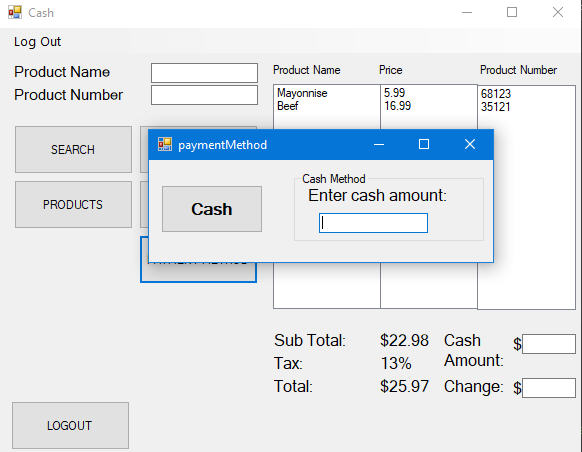 Cash
Log Out
Product Name
Product Number
Product Name Price Product Number
Mayonnise 5.99 68123
Beef 16.99 35121
SEARCH
PRODUCTS
paymentMethod
Cash
Cash Method
Enter cash amount:
Sub Total: $22.98
Tax: 13%
Total: $25.97
Cash Amount: $
Change: $
LOGOUT